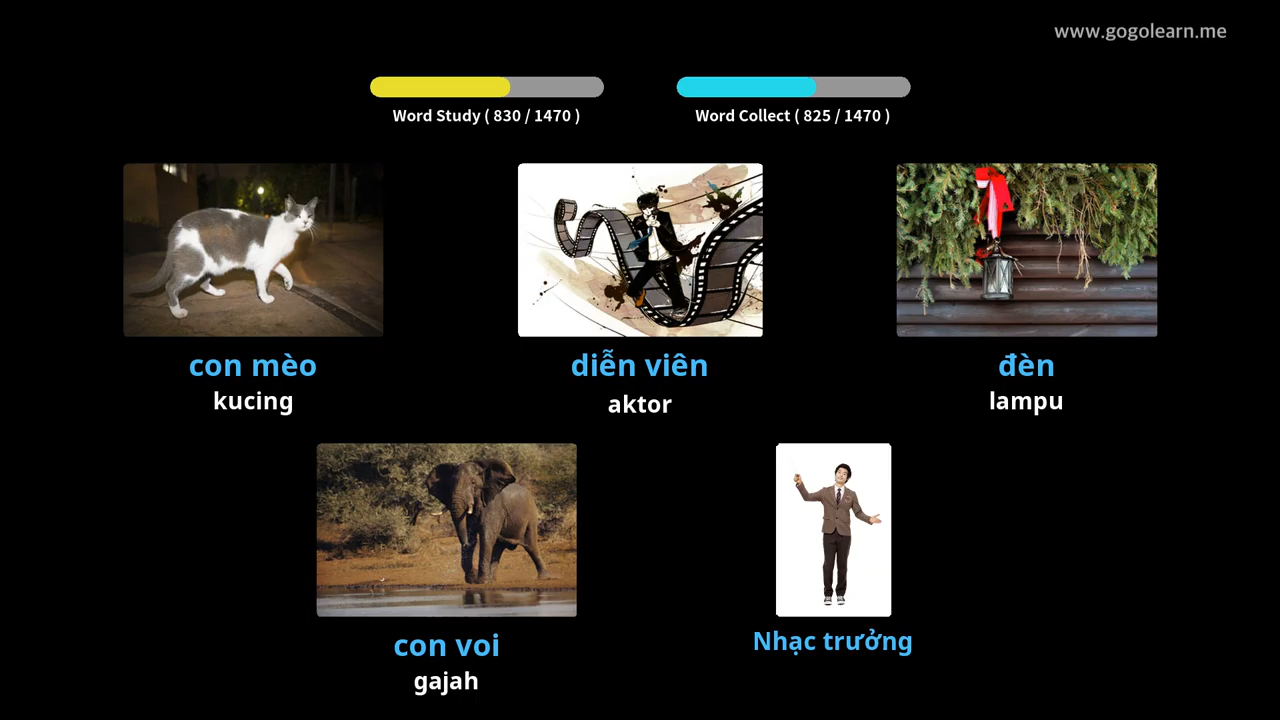 www.gogolearn.me
Word Study ( 830 / 1470 )
Word Collect ( 825 / 1470 )
con mèo
kucing
diễn viên
aktor
đèn
lampu
con voi
gajah
Nhạc trưởng